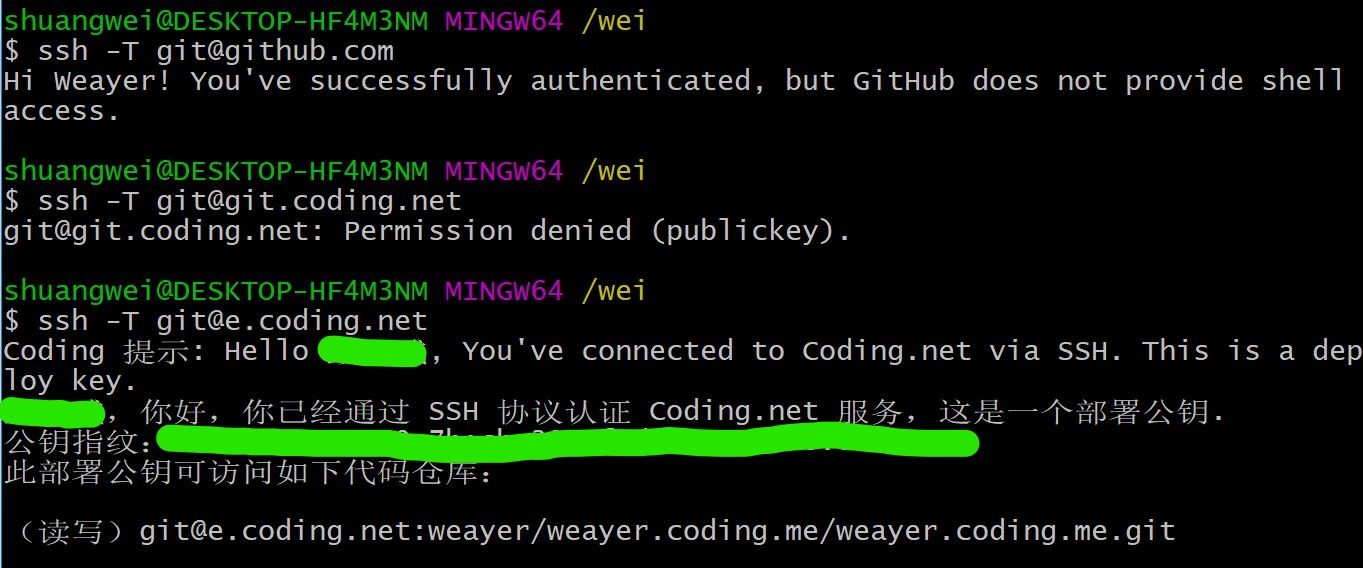 shuangwei@DESKTOP-HF4M3NM MINGW64 /wei
$ ssh -T git@github.com
Hi Weayer! You've successfully authenticated, but GitHub does not provide shell
access.
shuangwei@DESKTOP-HF4M3NM MINGW64 /wei
$ ssh -T git@git.coding.net
git@git.coding.net: Permission denied (publickey).
shuangwei@DESKTOP-HF4M3NM MINGW64 /wei
$ ssh -T git@e.coding.net
Coding 提示: Hello , You've connected to Coding.net via SSH. This is a dep
loy key.
，你好，你已经通过 SSH 协议认证 Coding.net 服务，这是一个部署公钥.
公钥指纹：
此部署公钥可访问如下代码仓库：
（读写）git@e.coding.net:weayer/weayer.coding.me/weayer.coding.me.git